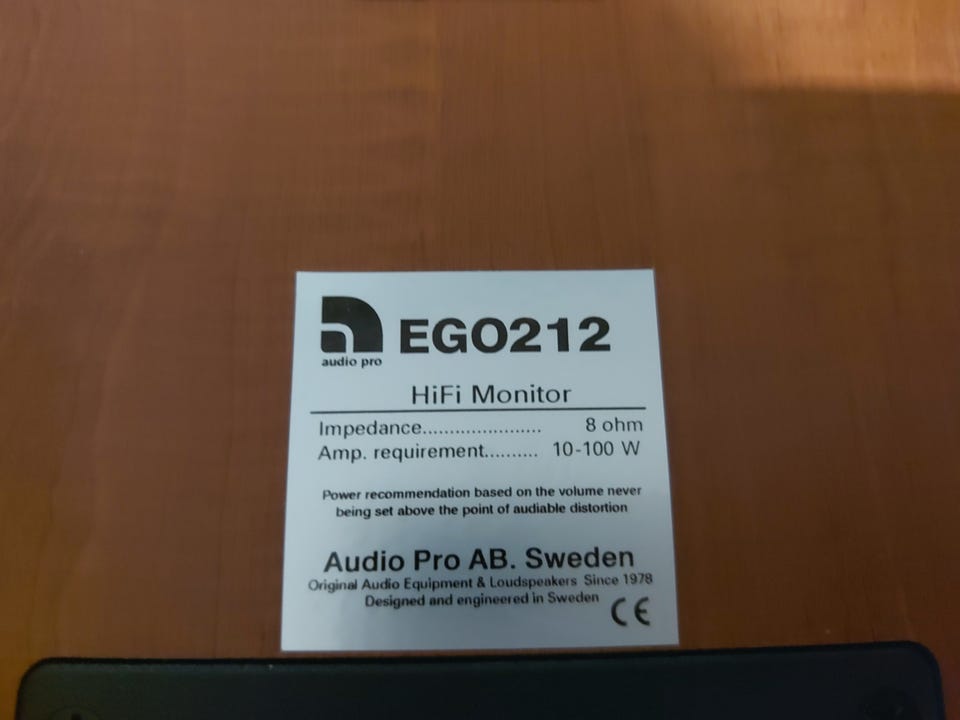 audio pro
EGO212
HiFi Monitor
Impedance...................... 8 ohm
Amp. requirement.......... 10-100 W
Power recommendation based on the volume never
being set above the point of audiable distortion
Audio Pro AB. Sweden
Original Audio Equipment & Loudspeakers Since 1978
Designed and engineered in Sweden
CE